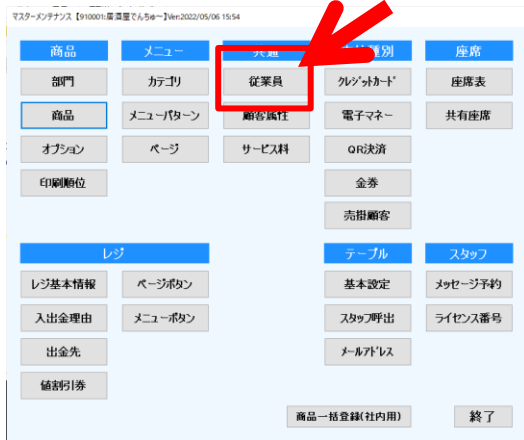 マスターメンテナンス【910001:居酒屋でんちゅ～】Ver:2022/05/06 15:54
商品 メニュー 種別 座席
部門 カテゴリ 従業員 クレジットカード 座席表
商品 メニューパターン 顧客属性 電子マネー 共有座席
オプション ページ サービス料 QR決済
印刷順位 金券
売掛顧客
レジ テーブル スタッフ
レジ基本情報 ページボタン 基本設定 メッセージ予約
入出金理由 メニューボタン スタッフ呼出 ライセンス番号
出金先 メールアドレス
値割引券
商品一括登録(社内用) 終了